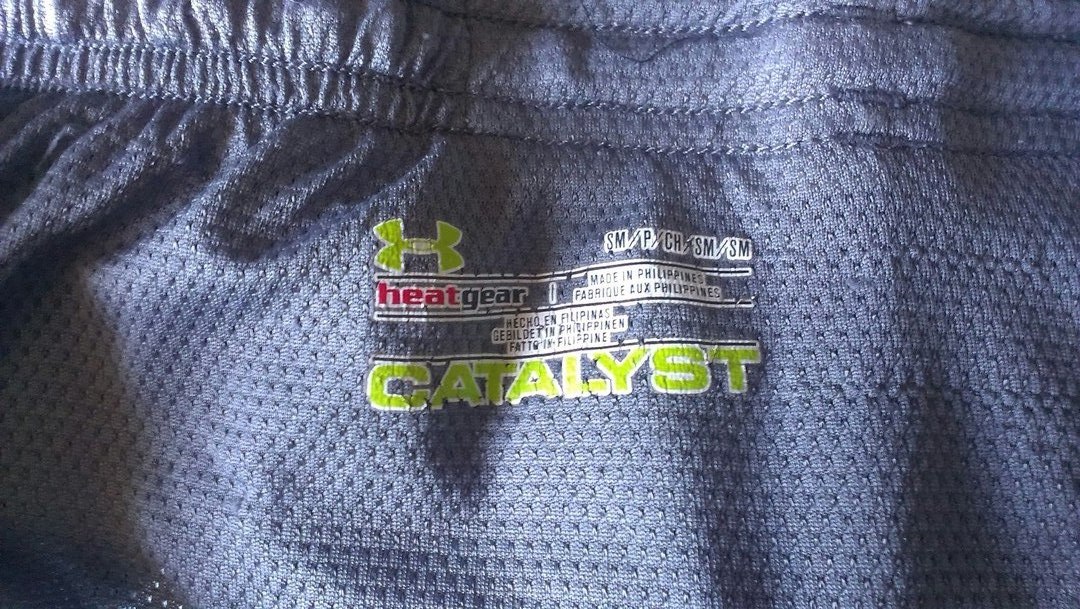 SM/P/CH/SM/SM
heatgear
MADE IN PHILIPPINES
FABRIQUE AUX PHILIPPINES
HECHO EN FILIPINAS
GEBILDET IN PHILIPPINEN
FATTO IN FILIPPINE
CATALYST